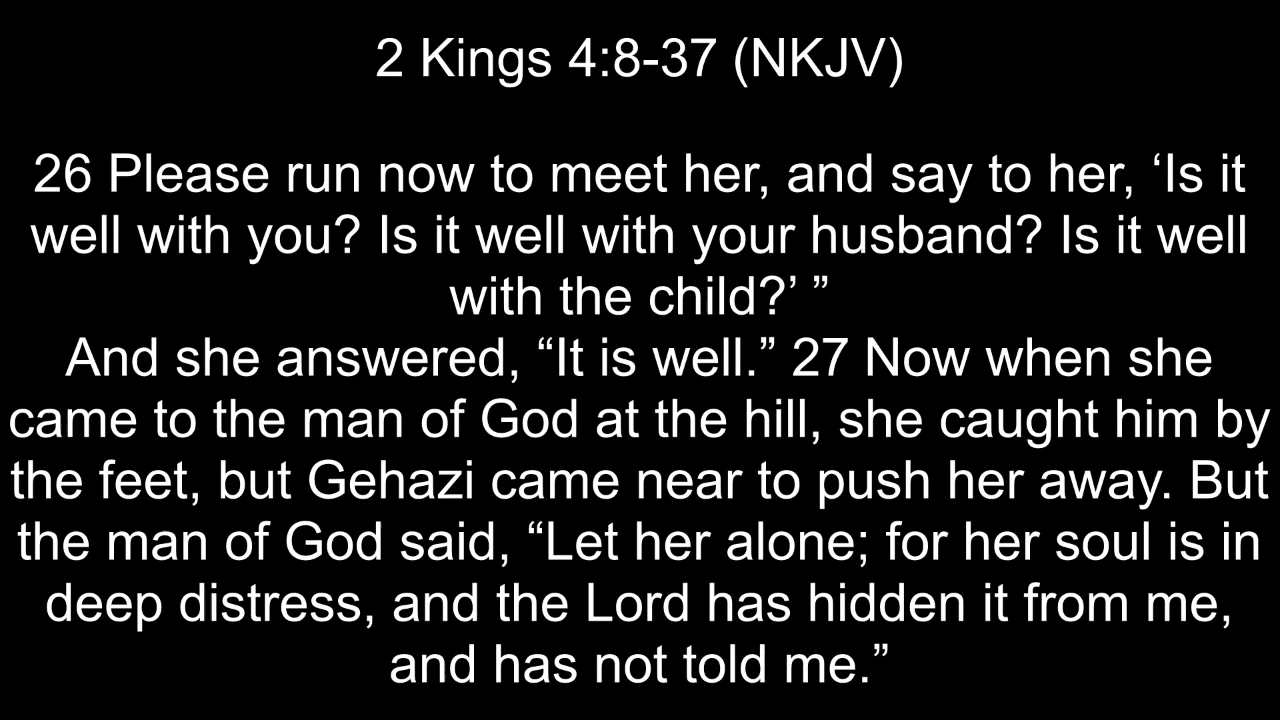 2 Kings 4:8-37 (NKJV)
26 Please run now to meet her, and say to her, ‘Is it
well with you? Is it well with your husband? Is it well
with the child?’ ”
And she answered, “It is well.” 27 Now when she
came to the man of God at the hill, she caught him by
the feet, but Gehazi came near to push her away. But
the man of God said, “Let her alone; for her soul is in
deep distress, and the Lord has hidden it from me,
and has not told me.”